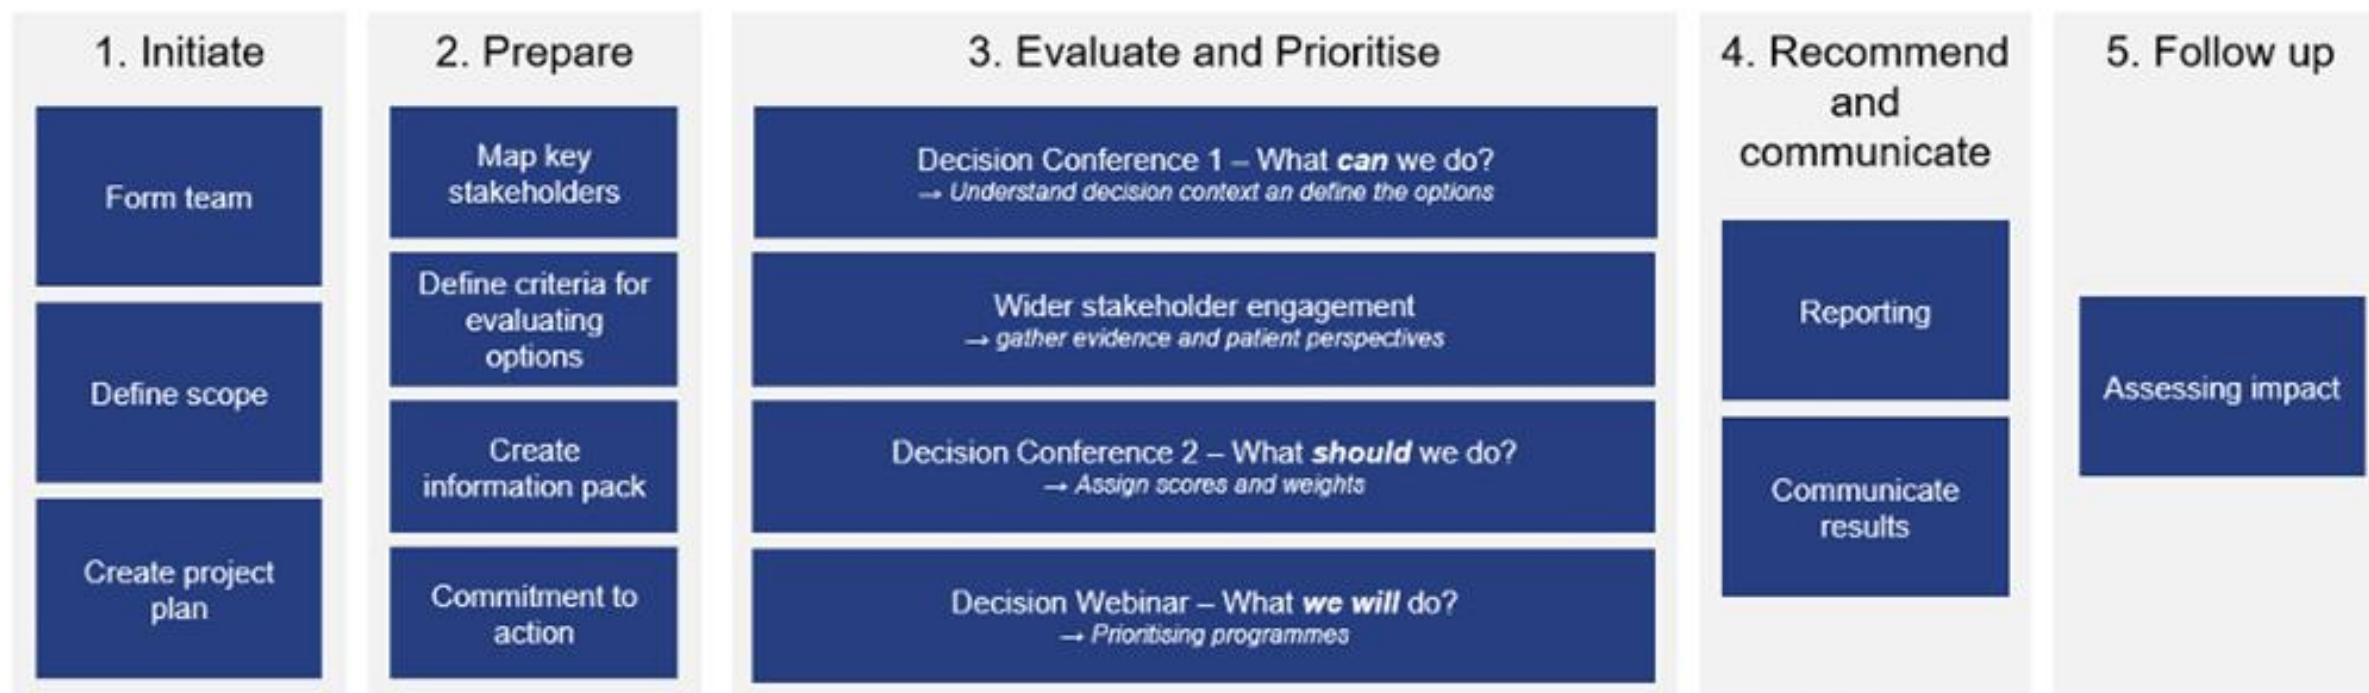 1. Initiate
Form team
Define scope
Create project
plan
2. Prepare
Map key
stakeholders
Define criteria for
evaluating
options
Create
information pack
Commitment to
action
3. Evaluate and Prioritise
Decision Conference 1 – What can we do?
→ Understand decision context an define the options
Wider stakeholder engagement
→ gather evidence and patient perspectives
Decision Conference 2 – What should we do?
→ Assign scores and weights
Decision Webinar – What we will do?
→ Prioritising programmes
4. Recommend
and
communicate
Reporting
Communicate
results
5. Follow up
Assessing impact